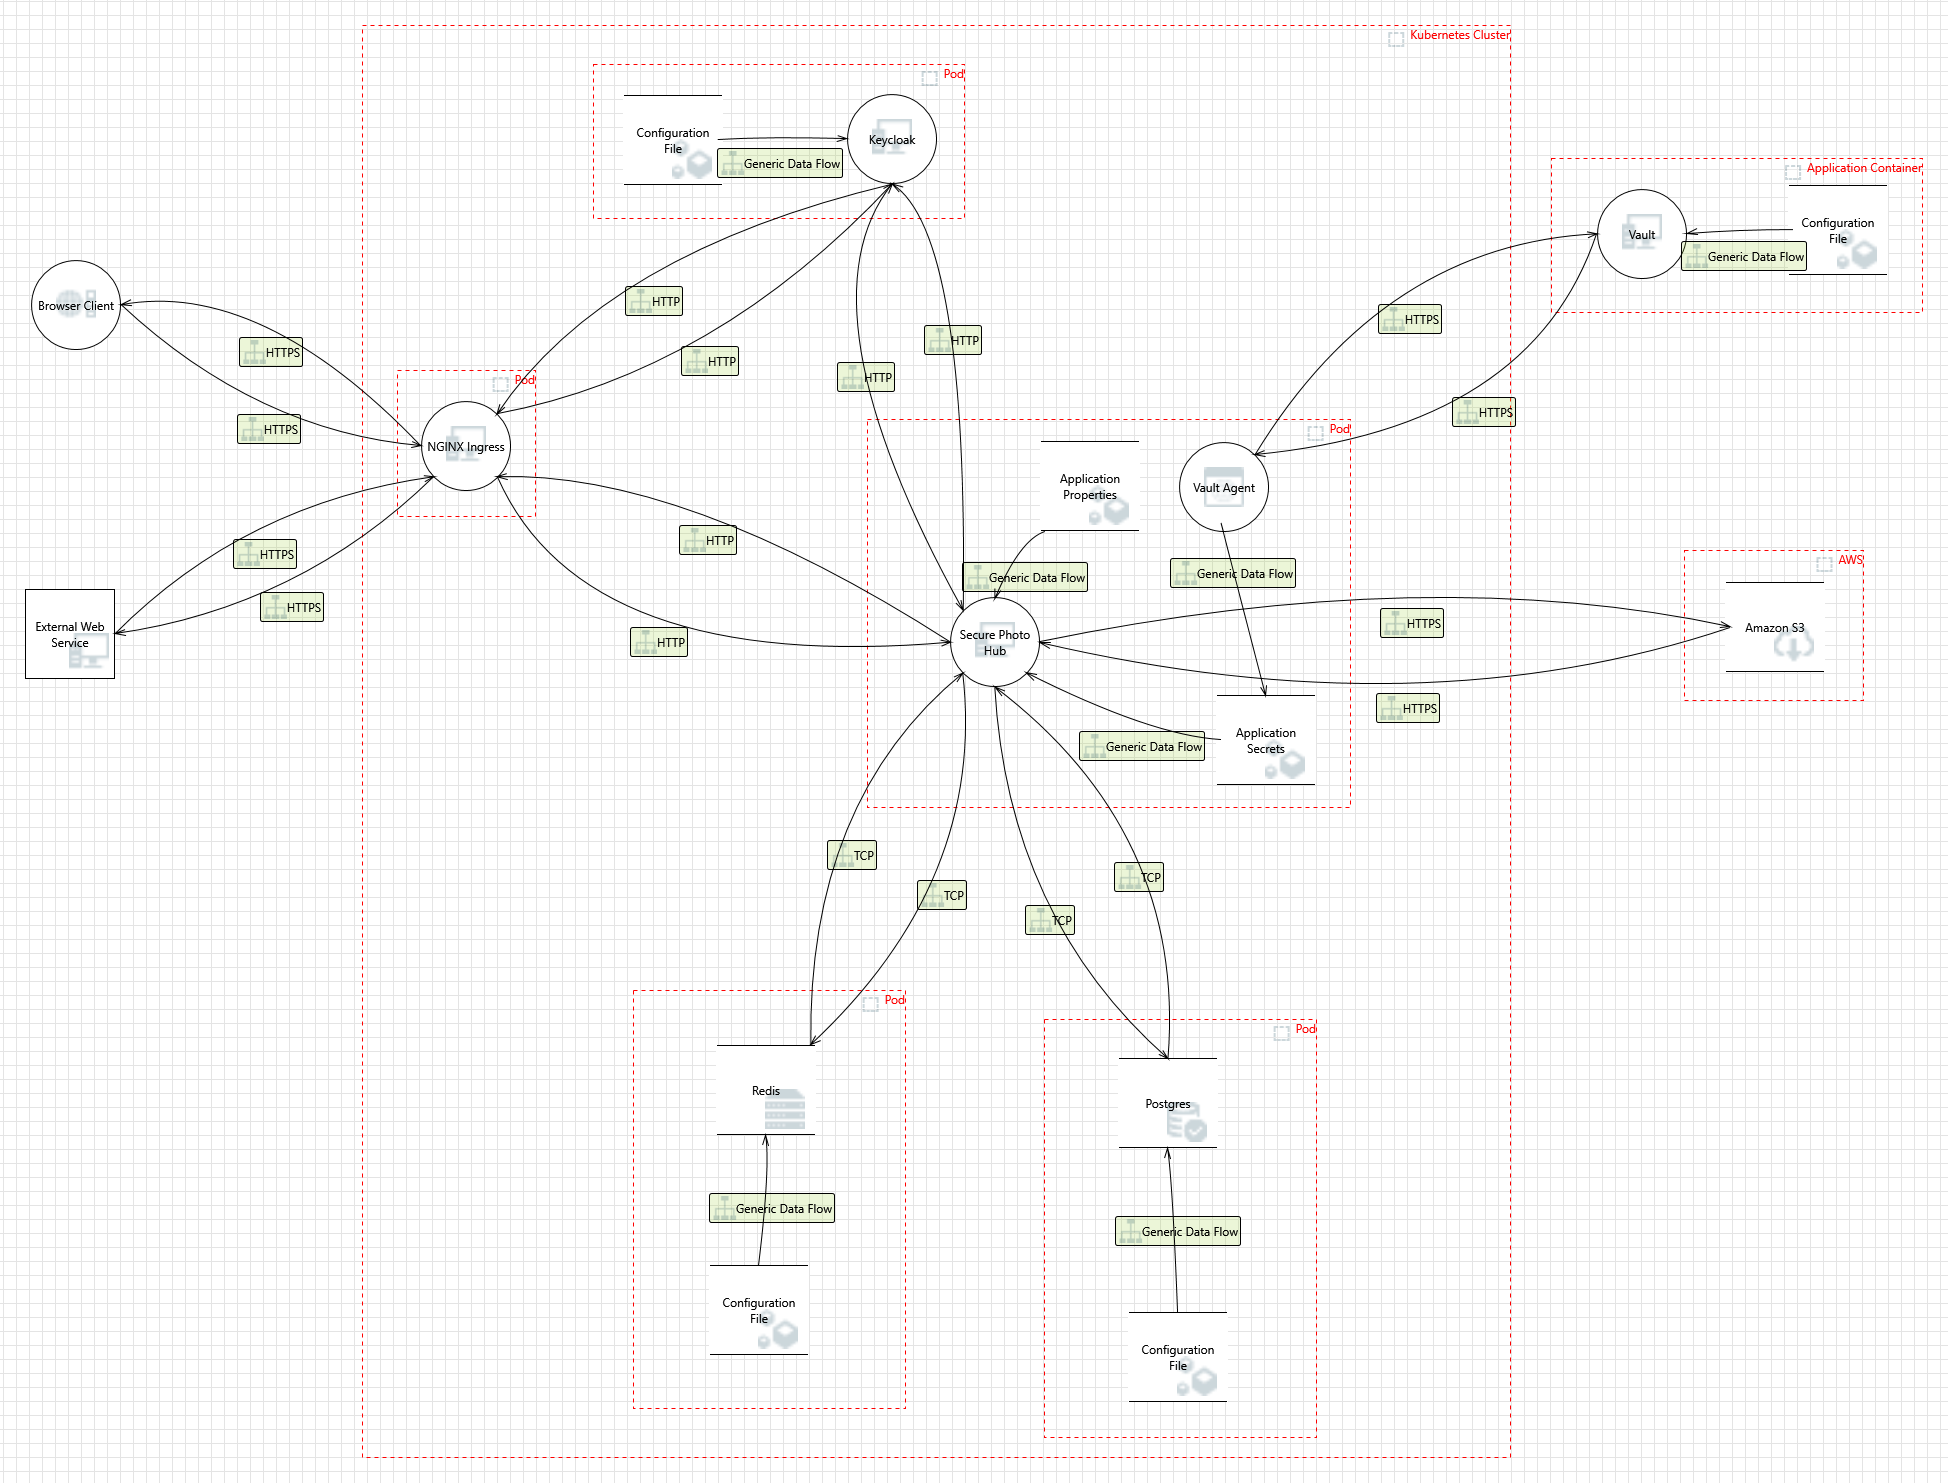 Kubernetes Cluster
Pod
Configuration
File
Keycloak
Generic Data Flow
Application Container
Vault
Configuration
File
Generic Data Flow
Browser Client
HTTP
HTTPS
HTTP
HTTPS
HTTP
HTTP
Pod
HTTPS
HTTPS
HTTPS
NGINX Ingress
Pod
Application
Properties
Vault Agent
HTTPS
HTTP
AWS
Generic Data Flow
Generic Data Flow
External Web
Service
HTTPS
HTTP
Secure Photo
Hub
HTTPS
Amazon S3
HTTPS
Generic Data Flow
Application
Secrets
TCP
TCP
TCP
TCP
Pod
Redis
Pod
Postgres
Generic Data Flow
Generic Data Flow
Configuration
File
Configuration
File